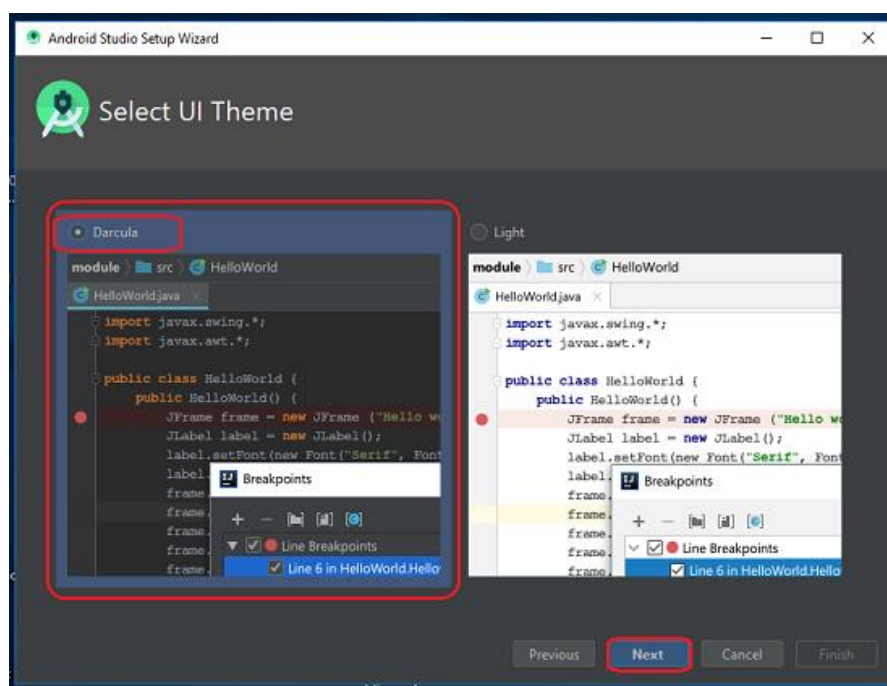 Android Studio Setup Wizard
Select UI Theme
Darcula
module src HelloWorld
HelloWorld.java
import javax.swing.*;
import javax.awt.*;
public class HelloWorld {
public HelloWorld() {
JFrame frame = new JFrame ("Hello wo
JLabel label = new JLabel();
label.setFont(new Font("Serif", Font
label.
frame.
frame.
frame.
frame.
frame.
Breakpoints
Line Breakpoints
Line 6 in HelloWorld.Hello
Light
module src HelloWorld
HelloWorld.java
import javax.swing.*;
import javax.awt.*;
public class HelloWorld {
public HelloWorld() {
JFrame frame = new JFrame ("Hello wo
JLabel label = new JLabel();
label.setFont(new Font("Serif", Font
label.
frame.
frame.
frame.
frame.
frame.
Breakpoints
Line Breakpoints
Line 6 in HelloWorld.Hello
Previous Next Cancel Finish